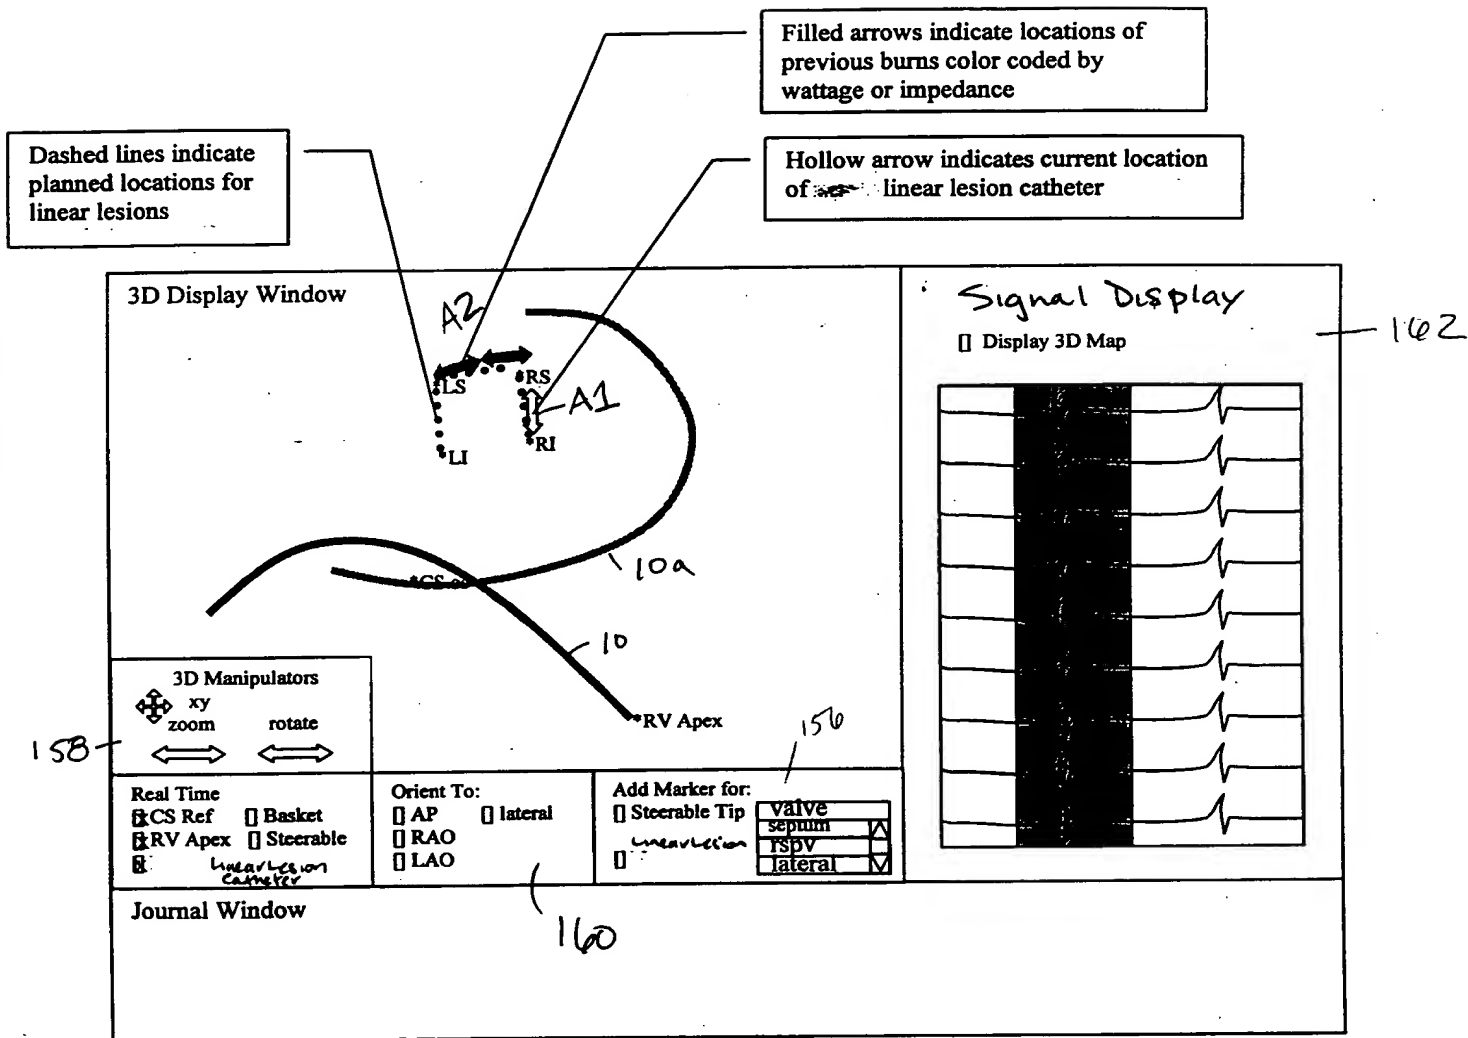 Filled arrows indicate locations of
previous burns color coded by
wattage or impedance
Dashed lines indicate
planned locations for
linear lesions
Hollow arrow indicates current location
of linear lesion catheter
3D Display Window
A2
*LS
*RS
A1
*LI
*RI
10a
*CS os
10
*RV Apex
Signal Display
Display 3D Map
162
3D Manipulators
xy
zoom rotate
158
156
Real Time
CS Ref Basket
RV Apex Steerable
Linear Lesion
Catheter
Orient To:
AP lateral
RAO
LAO
160
Add Marker for:
Steerable Tip
Linear Lesion
valve
septum
rspv
lateral
Journal Window